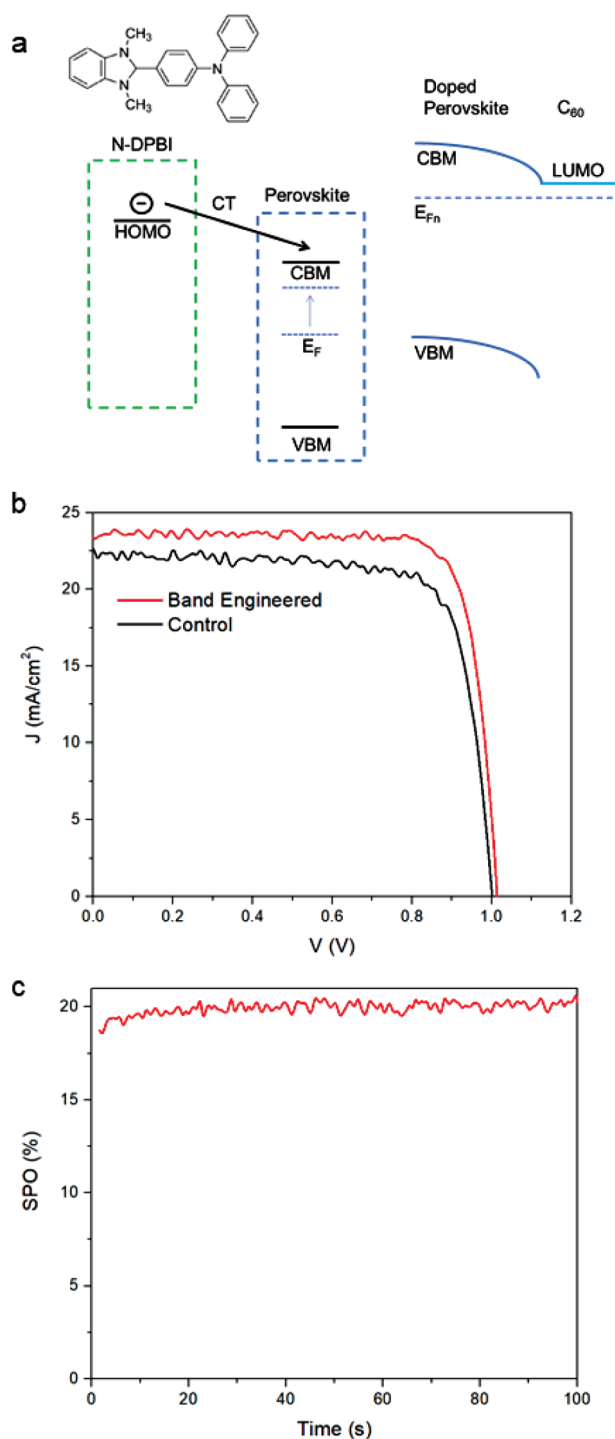 a
CH₃
N
N
CH₃
N
N-DPBI
HOMO
CT
Perovskite
CBM
E_F
VBM
Doped
Perovskite
C₆₀
CBM
LUMO
E_Fn
VBM
b
25
20
15
10
5
0
J (mA/cm²)
Band Engineered
Control
0.0 0.2 0.4 0.6 0.8 1.0 1.2
V (V)
c
20
15
10
5
0
SPO (%)
0 20 40 60 80 100
Time (s)